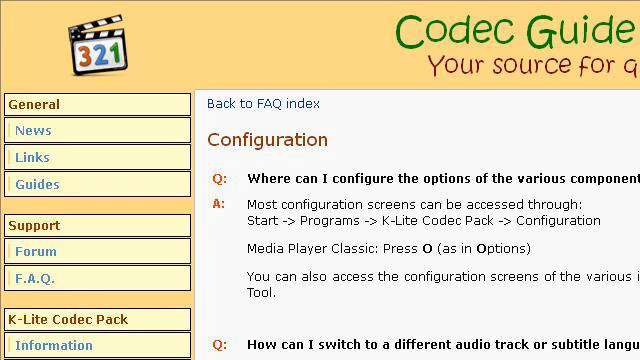 321
Codec Guide
Your source for q
General
News
Links
Guides
Support
Forum
F.A.Q.
K-Lite Codec Pack
Information
Back to FAQ index
Configuration
Q: Where can I configure the options of the various component
A: Most configuration screens can be accessed through:
Start -> Programs -> K-Lite Codec Pack -> Configuration
Media Player Classic: Press O (as in Options)
You can also access the configuration screens of the various i
Tool.
Q: How can I switch to a different audio track or subtitle langu